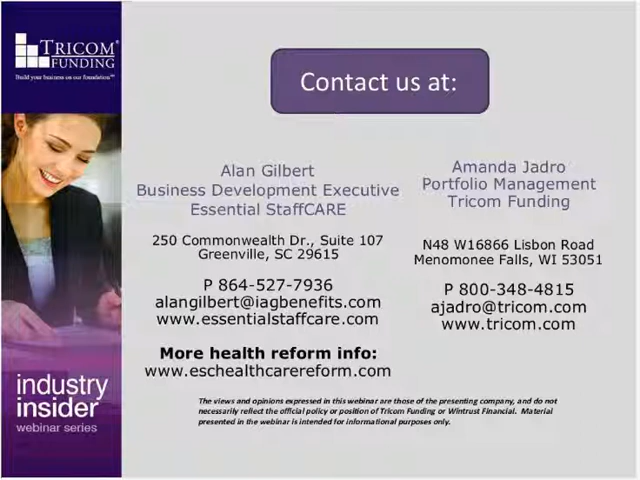 TRICOM®
FUNDING
Build your business on our foundation℠
Contact us at:
Alan Gilbert
Business Development Executive
Essential StaffCARE
250 Commonwealth Dr., Suite 107
Greenville, SC 29615
P 864-527-7936
alangilbert@iagbenefits.com
www.essentialstaffcare.com
More health reform info:
www.eschealthcarereform.com
Amanda Jadro
Portfolio Management
Tricom Funding
N48 W16866 Lisbon Road
Menomonee Falls, WI 53051
P 800-348-4815
ajadro@tricom.com
www.tricom.com
industry
insider
webinar series
The views and opinions expressed in this webinar are those of the presenting company, and do not
necessarily reflect the official policy or position of Tricom Funding or Wintrust Financial. Material
presented in the webinar is intended for informational purposes only.